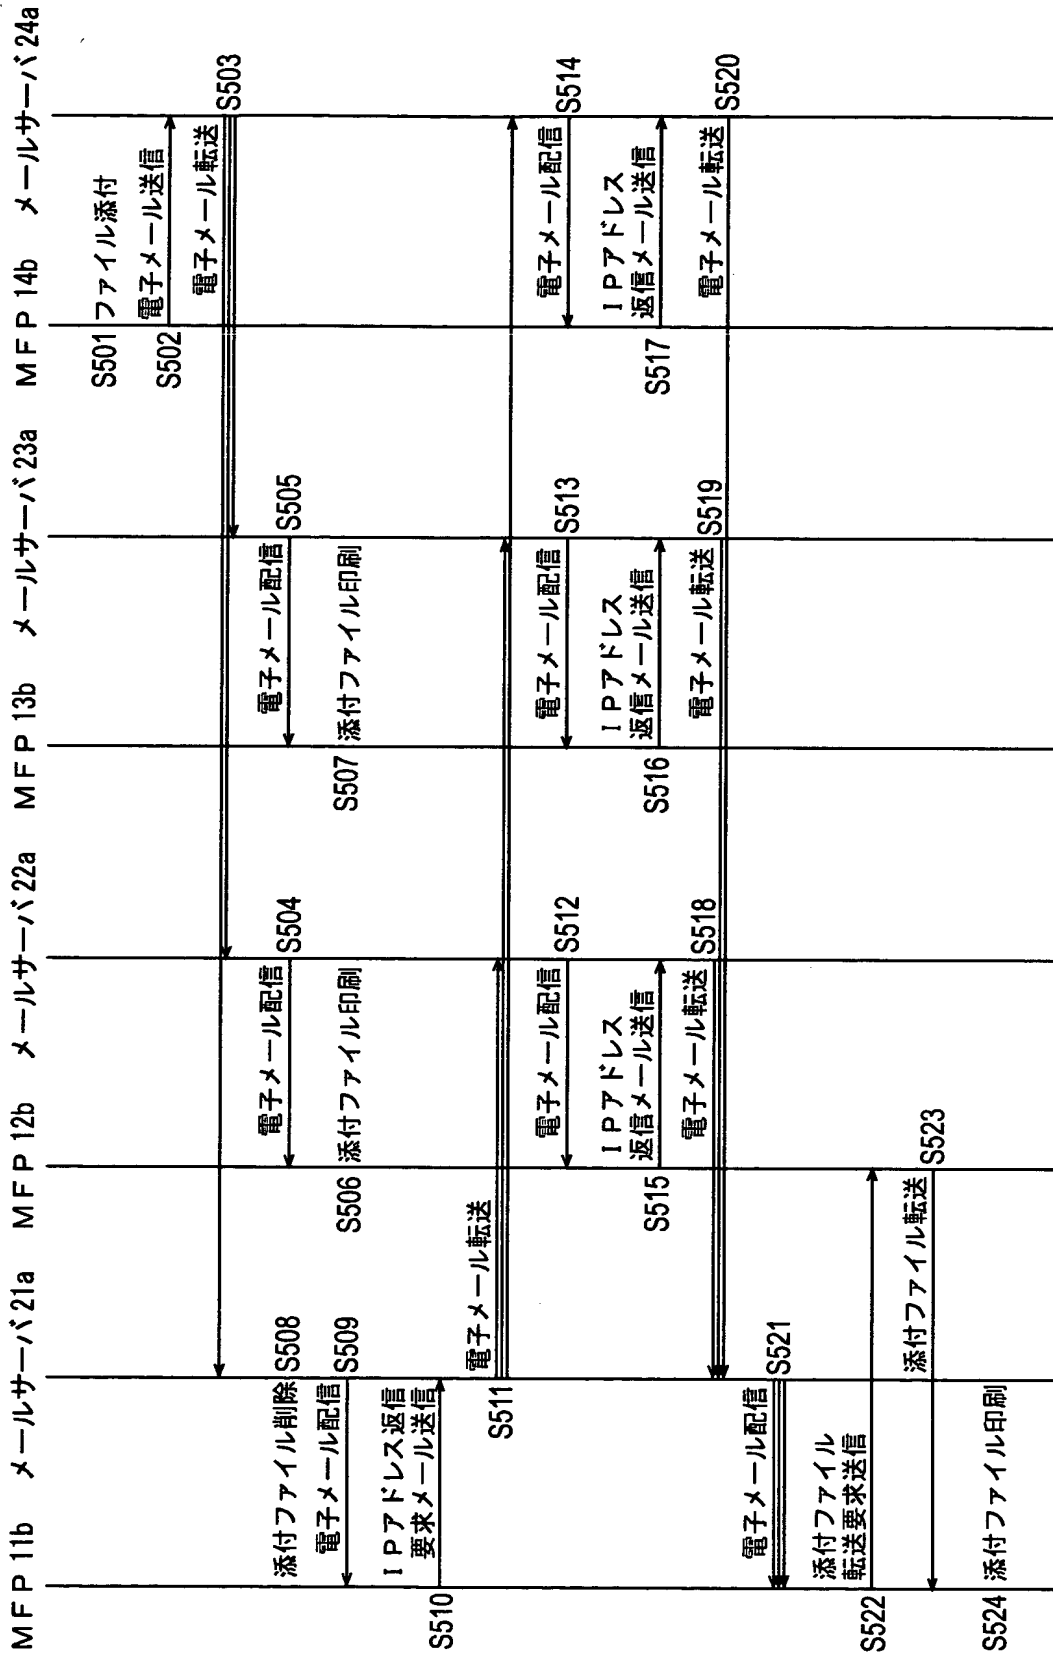 MFP 11b
メールサーバ21a
MFP 12b
メールサーバ22a
MFP 13b
メールサーバ23a
MFP 14b
メールサーバ24a
S501
ファイル添付
S502
電子メール送信
電子メール転送
S503
電子メール配信
S504
電子メール配信
S505
S506
添付ファイル印刷
S507
添付ファイル印刷
添付ファイル削除
S508
電子メール配信
S509
S510
IPアドレス返信
要求メール送信
S511
電子メール転送
電子メール配信
S512
電子メール配信
S513
電子メール配信
S514
S515
IPアドレス
返信メール送信
S516
IPアドレス
返信メール送信
S517
IPアドレス
返信メール送信
電子メール転送
S518
電子メール転送
S519
電子メール転送
S520
電子メール配信
S521
S522
添付ファイル
転送要求送信
添付ファイル転送
S523
S524
添付ファイル印刷